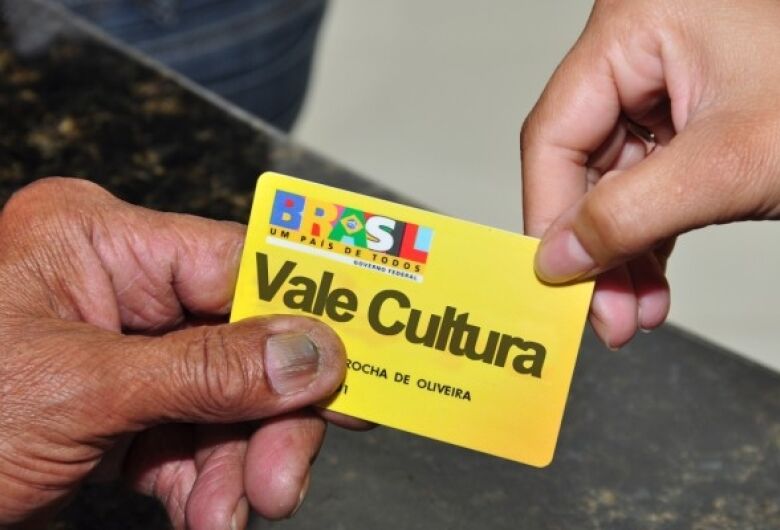 BRASIL
UM PAÍS DE TODOS
GOVERNO FEDERAL
Vale Cultura
ROCHA DE OLIVEIRA